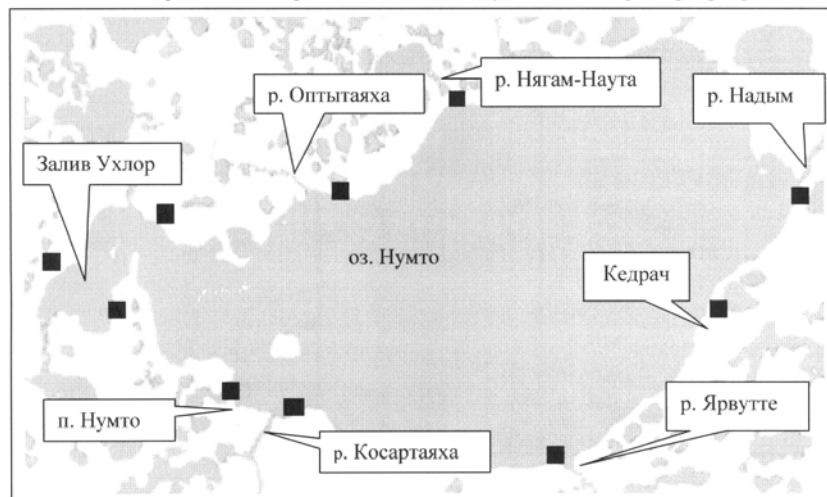 р. Нягам-Наута
р. Оптытаяха
р. Надым
Залив Ухлор
оз. Нумто
Кедрач
п. Нумто
р. Ярвутте
р. Косартаяха